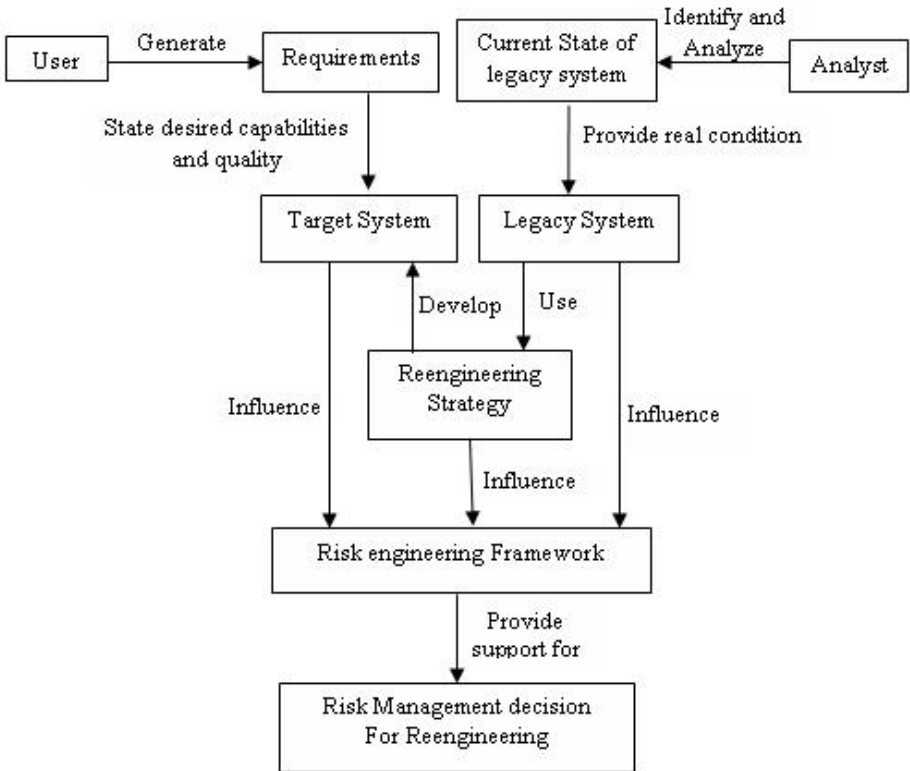 User
Generate
Requirements
Current State of
legacy system
Identify and
Analyze
Analyst
State desired capabilities
and quality
Provide real condition
Target System
Legacy System
Develop
Use
Reengineering
Strategy
Influence
Influence
Influence
Risk engineering Framework
Provide
support for
Risk Management decision
For Reengineering